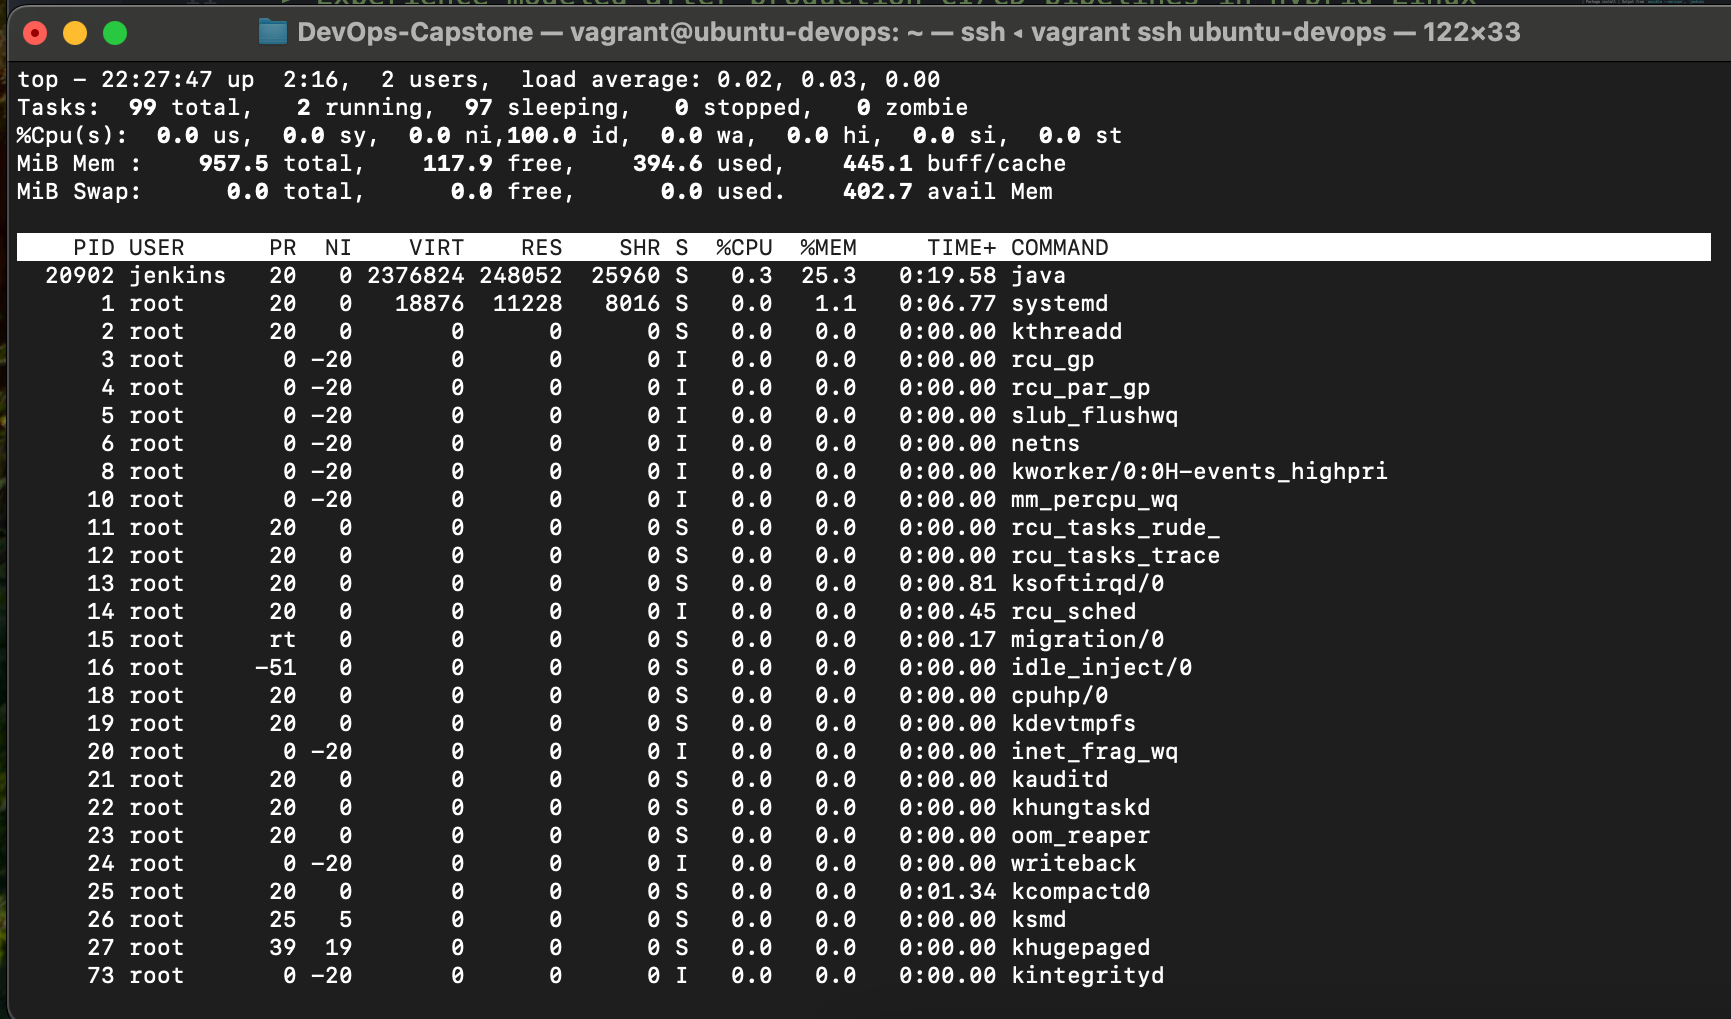 DevOps-Capstone — vagrant@ubuntu-devops: ~ — ssh ◂ vagrant ssh ubuntu-devops — 122×33
top - 22:27:47 up  2:16,  2 users,  load average: 0.02, 0.03, 0.00
Tasks:  99 total,   2 running,  97 sleeping,   0 stopped,   0 zombie
%Cpu(s):  0.0 us,  0.0 sy,  0.0 ni,100.0 id,  0.0 wa,  0.0 hi,  0.0 si,  0.0 st
MiB Mem :    957.5 total,    117.9 free,    394.6 used,    445.1 buff/cache
MiB Swap:      0.0 total,      0.0 free,      0.0 used.    402.7 avail Mem
    PID USER      PR  NI    VIRT    RES    SHR S  %CPU  %MEM     TIME+ COMMAND
  20902 jenkins   20   0 2376824 248052  25960 S   0.3  25.3   0:19.58 java
      1 root      20   0   18876  11228   8016 S   0.0   1.1   0:06.77 systemd
      2 root      20   0       0      0      0 S   0.0   0.0   0:00.00 kthreadd
      3 root       0 -20       0      0      0 I   0.0   0.0   0:00.00 rcu_gp
      4 root       0 -20       0      0      0 I   0.0   0.0   0:00.00 rcu_par_gp
      5 root       0 -20       0      0      0 I   0.0   0.0   0:00.00 slub_flushwq
      6 root       0 -20       0      0      0 I   0.0   0.0   0:00.00 netns
      8 root       0 -20       0      0      0 I   0.0   0.0   0:00.00 kworker/0:0H-events_highpri
     10 root       0 -20       0      0      0 I   0.0   0.0   0:00.00 mm_percpu_wq
     11 root      20   0       0      0      0 S   0.0   0.0   0:00.00 rcu_tasks_rude_
     12 root      20   0       0      0      0 S   0.0   0.0   0:00.00 rcu_tasks_trace
     13 root      20   0       0      0      0 S   0.0   0.0   0:00.81 ksoftirqd/0
     14 root      20   0       0      0      0 I   0.0   0.0   0:00.45 rcu_sched
     15 root      rt   0       0      0      0 S   0.0   0.0   0:00.17 migration/0
     16 root     -51   0       0      0      0 S   0.0   0.0   0:00.00 idle_inject/0
     18 root      20   0       0      0      0 S   0.0   0.0   0:00.00 cpuhp/0
     19 root      20   0       0      0      0 S   0.0   0.0   0:00.00 kdevtmpfs
     20 root       0 -20       0      0      0 I   0.0   0.0   0:00.00 inet_frag_wq
     21 root      20   0       0      0      0 S   0.0   0.0   0:00.00 kauditd
     22 root      20   0       0      0      0 S   0.0   0.0   0:00.00 khungtaskd
     23 root      20   0       0      0      0 S   0.0   0.0   0:00.00 oom_reaper
     24 root       0 -20       0      0      0 I   0.0   0.0   0:00.00 writeback
     25 root      20   0       0      0      0 S   0.0   0.0   0:01.34 kcompactd0
     26 root      25   5       0      0      0 S   0.0   0.0   0:00.00 ksmd
     27 root      39  19       0      0      0 S   0.0   0.0   0:00.00 khugepaged
     73 root       0 -20       0      0      0 I   0.0   0.0   0:00.00 kintegrityd